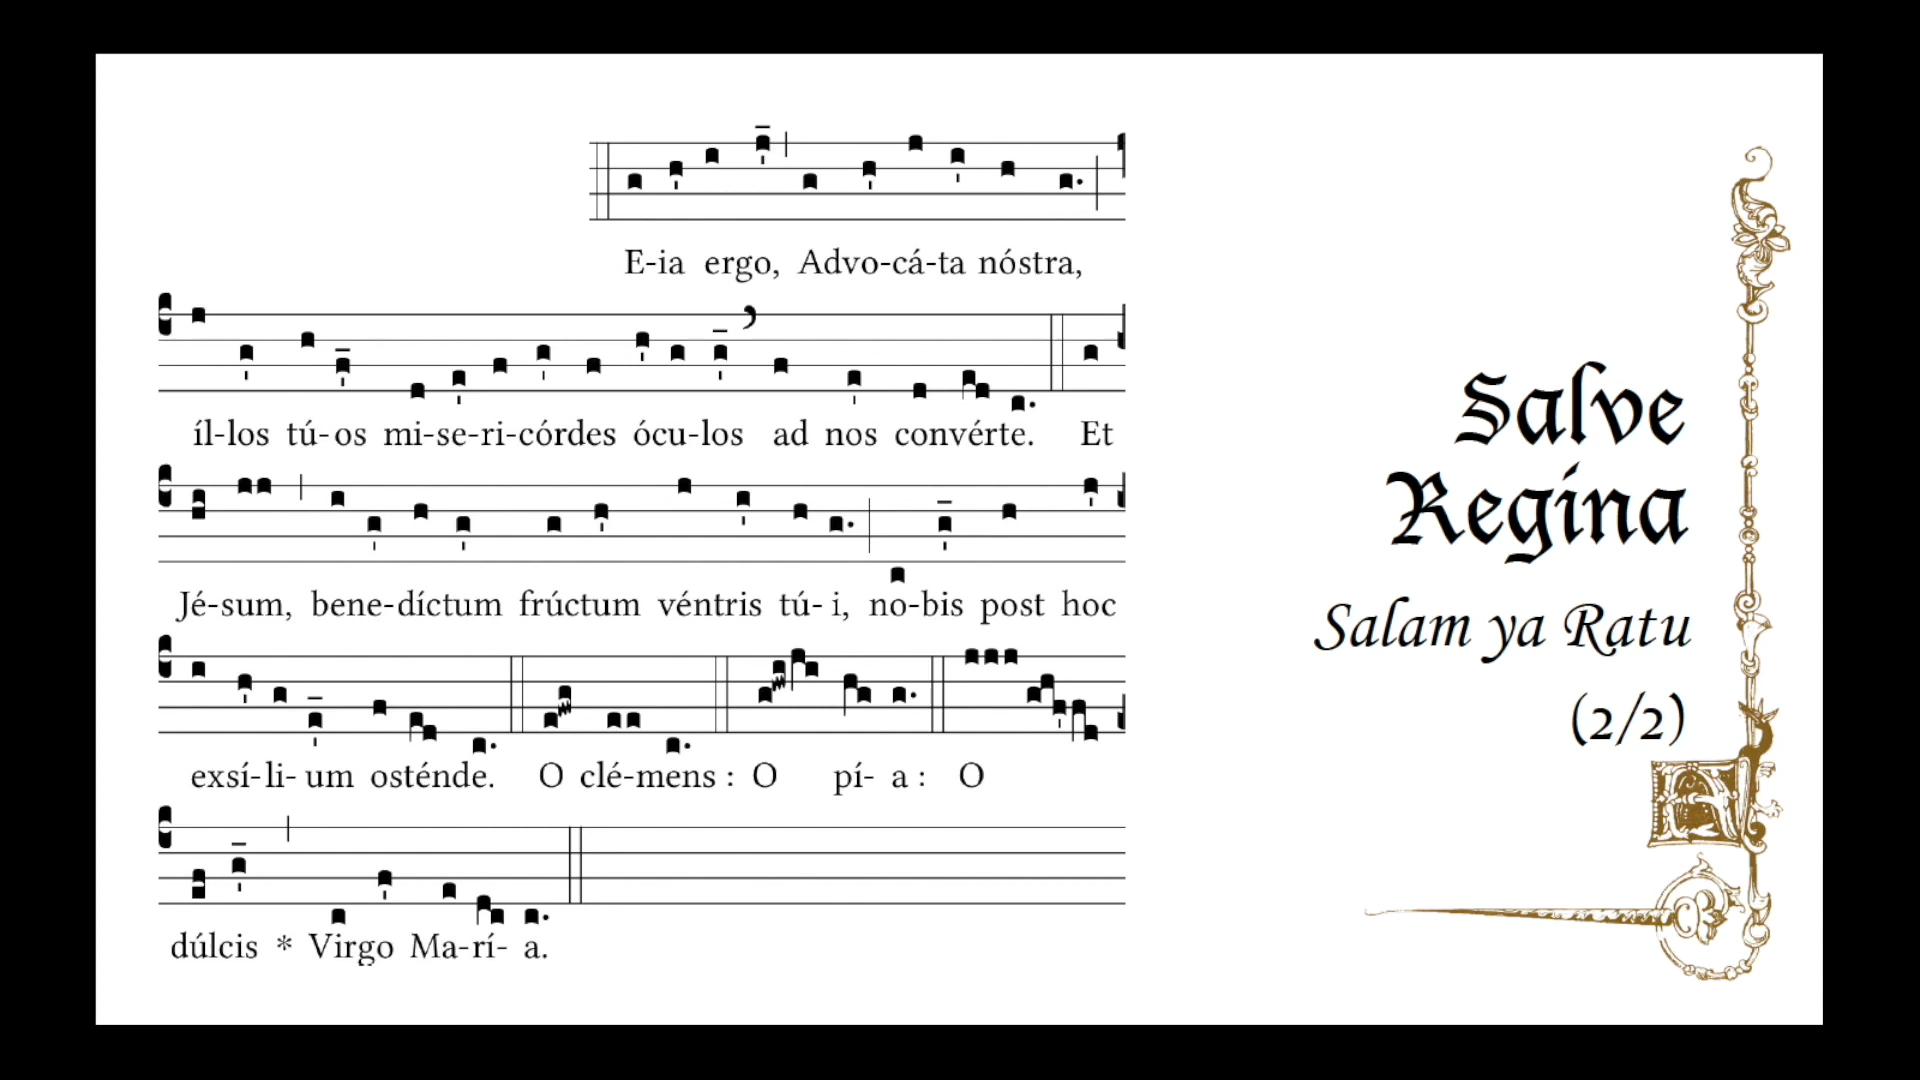 E-ia ergo, Advo-cá-ta nóstra,
íl-los tú-os mi-se-ri-córdes ócu-los ad nos convérte. Et
Jé-sum, bene-díctum frúctum véntris tú-i, no-bis post hoc
exsí-li-um osténde. O clé-mens : O pí-a : O
dúlcis * Virgo Ma-rí-a.
Salve
Regina
Salam ya Ratu
(2/2)